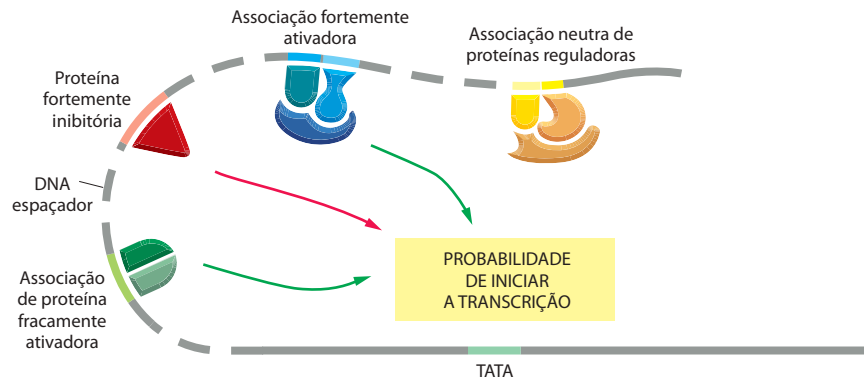 Associação fortemente
ativadora
Associação neutra de
proteínas reguladoras
Proteína
fortemente
inibitória
DNA
espaçador
Associação
de proteína
fracamente
ativadora
PROBABILIDADE
DE INICIAR
A TRANSCRIÇÃO
TATA